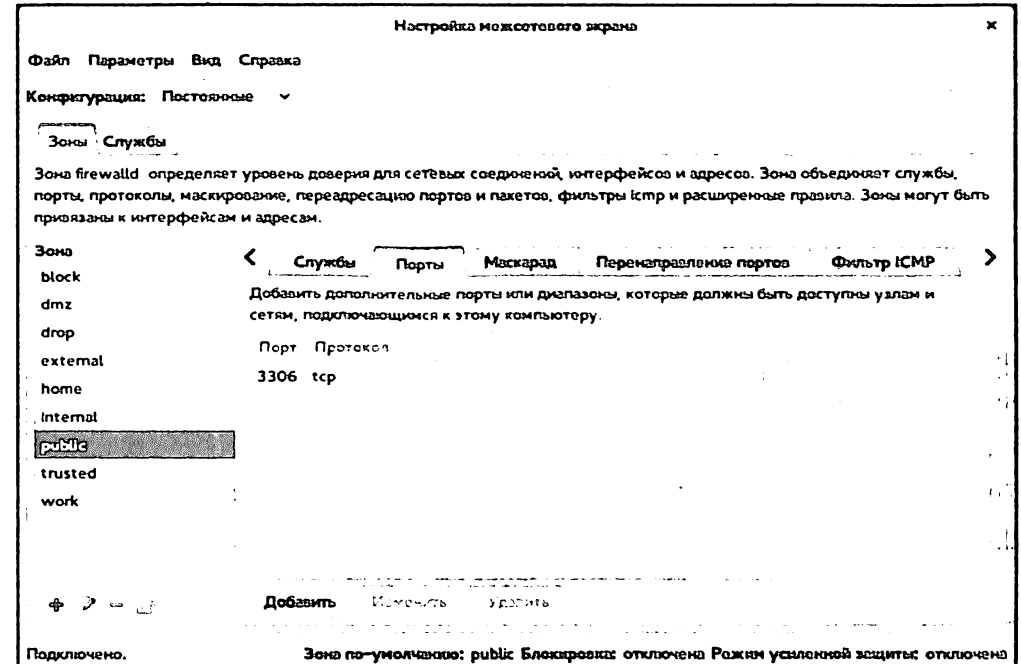 Настройка межсетевого экрана ×
Файл Параметры Вид Справка
Конфигурация: Постоянные
Зоны Службы
Зона firewalld определяет уровень доверия для сетевых соединений, интерфейсов и адресов. Зона объединяет службы,
порты, протоколы, маскирование, переадресацию портов и пакетов, фильтры icmp и расширенные правила. Зоны могут быть
привязаны к интерфейсам и адресам.
Зона
block
dmz
drop
external
home
internal
public
trusted
work
Службы Порты Маскарад Перенаправление портов Фильтр ICMP
Добавить дополнительные порты или диапазоны, которые должны быть доступны узлам и
сетям, подключающимся к этому компьютеру.
Порт Протокол
3306 tcp
Добавить Изменить Удалить
Подключено.
Зона по-умолчанию: public Блокировка: отключена Режим усиленной защиты: отключена